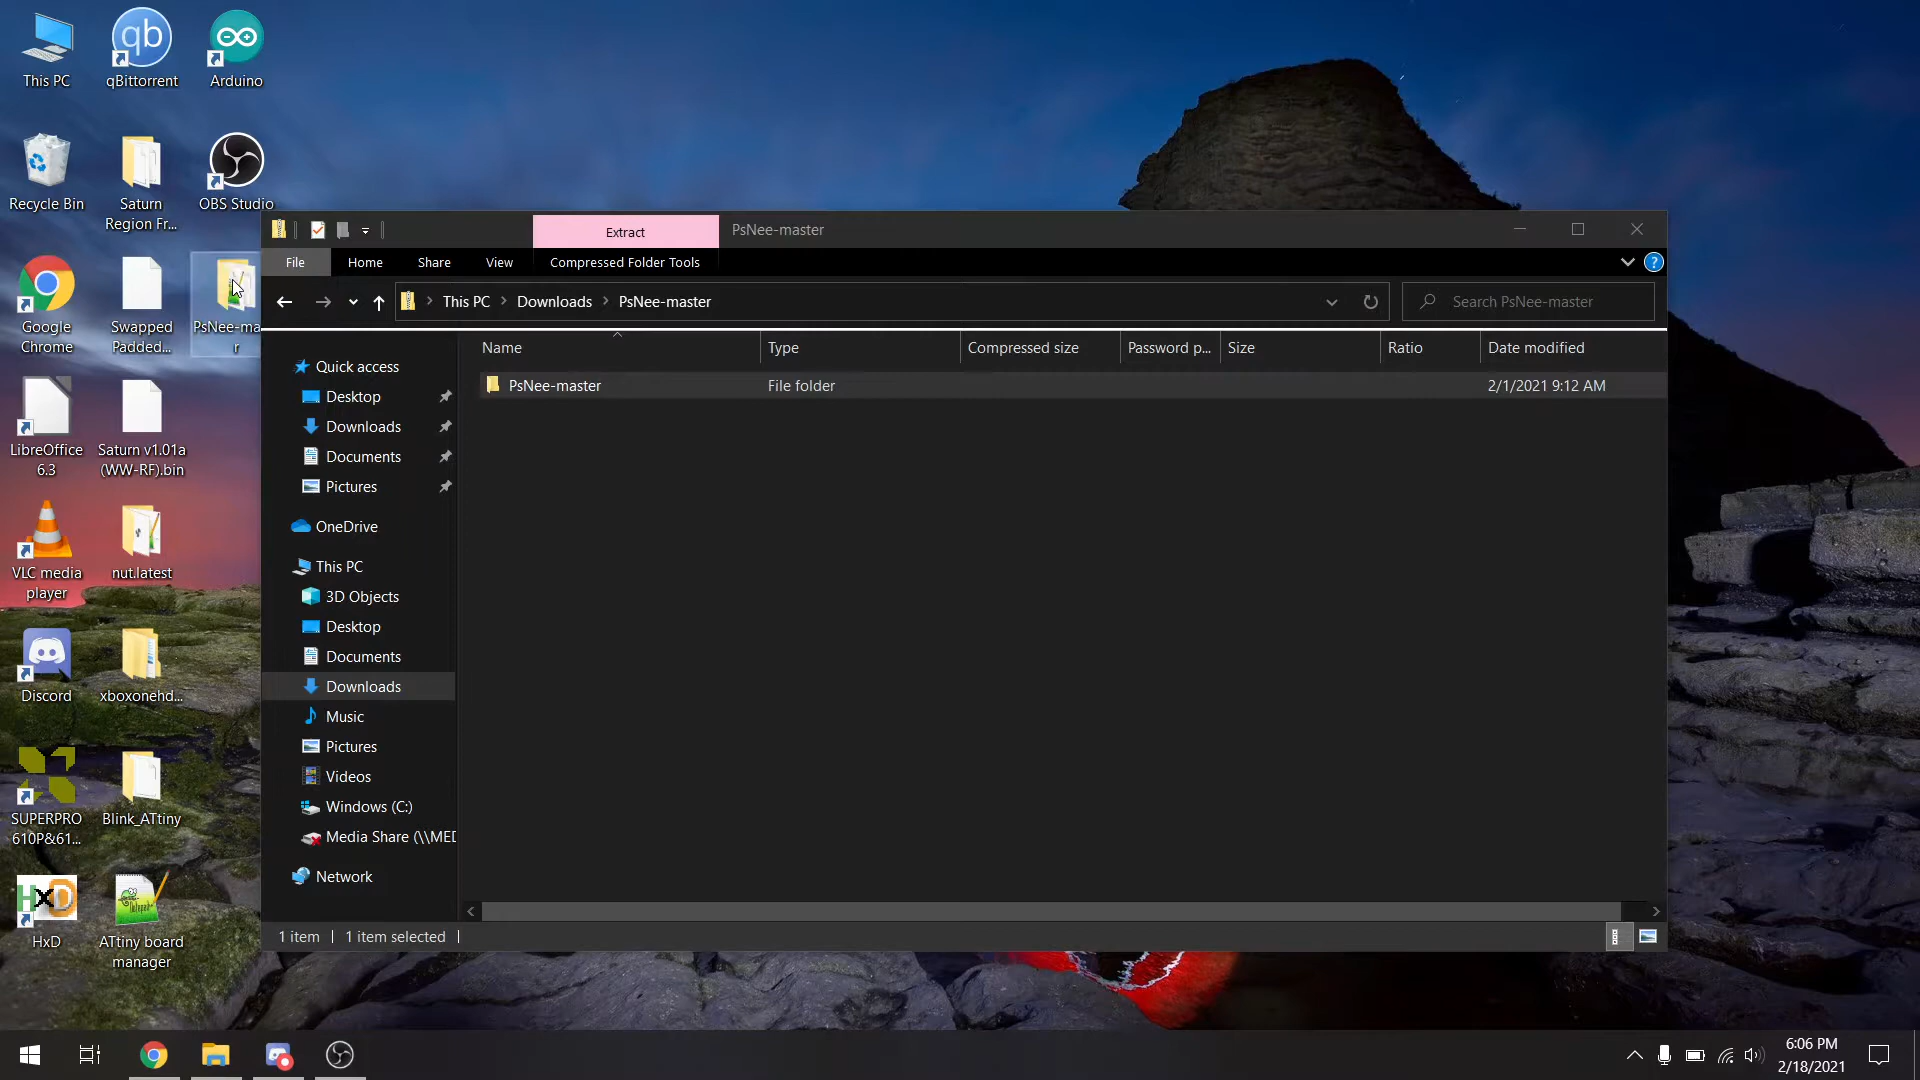 This PC
qBittorrent
Arduino
Recycle Bin
Saturn
Region Fr...
OBS Studio
Google
Chrome
Swapped
Padded...
PsNee-ma
r
LibreOffice
6.3
Saturn v1.01a
(WW-RF).bin
VLC media
player
nut.latest
Discord
xboxonehd...
SUPERPRO
610P&61...
Blink_ATtiny
HxD
ATtiny board
manager
Extract
PsNee-master
File
Home
Share
View
Compressed Folder Tools
This PC
Downloads
PsNee-master
Search PsNee-master
Name
Type
Compressed size
Password p...
Size
Ratio
Date modified
PsNee-master
File folder
2/1/2021 9:12 AM
Quick access
Desktop
Downloads
Documents
Pictures
OneDrive
This PC
3D Objects
Desktop
Documents
Downloads
Music
Pictures
Videos
Windows (C:)
Media Share (\\MED
Network
1 item
1 item selected
6:06 PM
2/18/2021